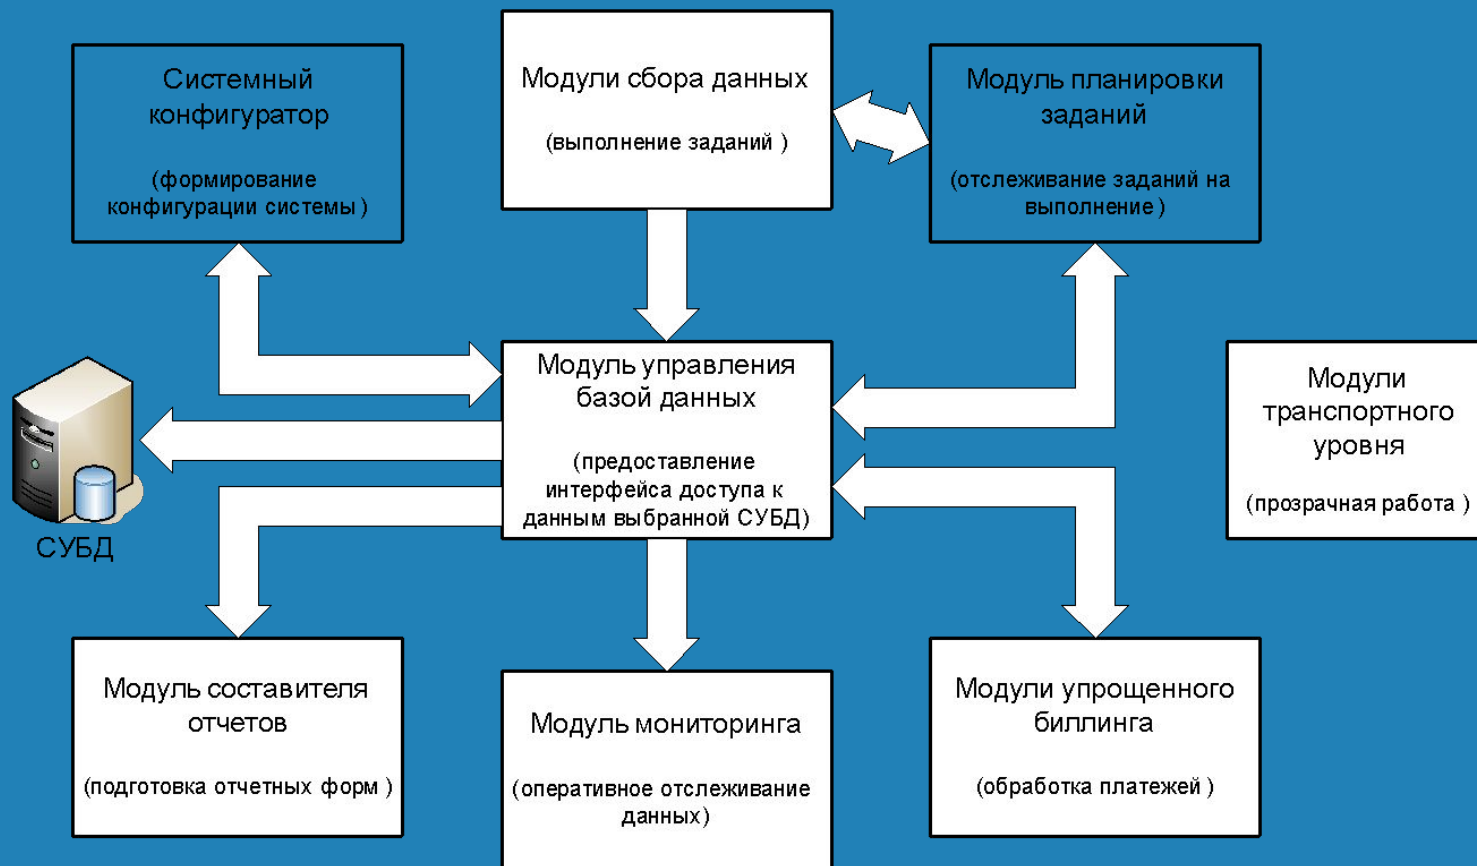 Системный
конфигуратор
(формирование
конфигурации системы )
Модули сбора данных
(выполнение заданий )
Модуль планировки
заданий
(отслеживание заданий на
выполнение )
СУБД
Модуль управления
базой данных
(предоставление
интерфейса доступа к
данным выбранной СУБД)
Модули
транспортного
уровня
(прозрачная работа )
Модуль составителя
отчетов
(подготовка отчетных форм )
Модуль мониторинга
(оперативное отслеживание
данных)
Модули упрощенного
биллинга
(обработка платежей )